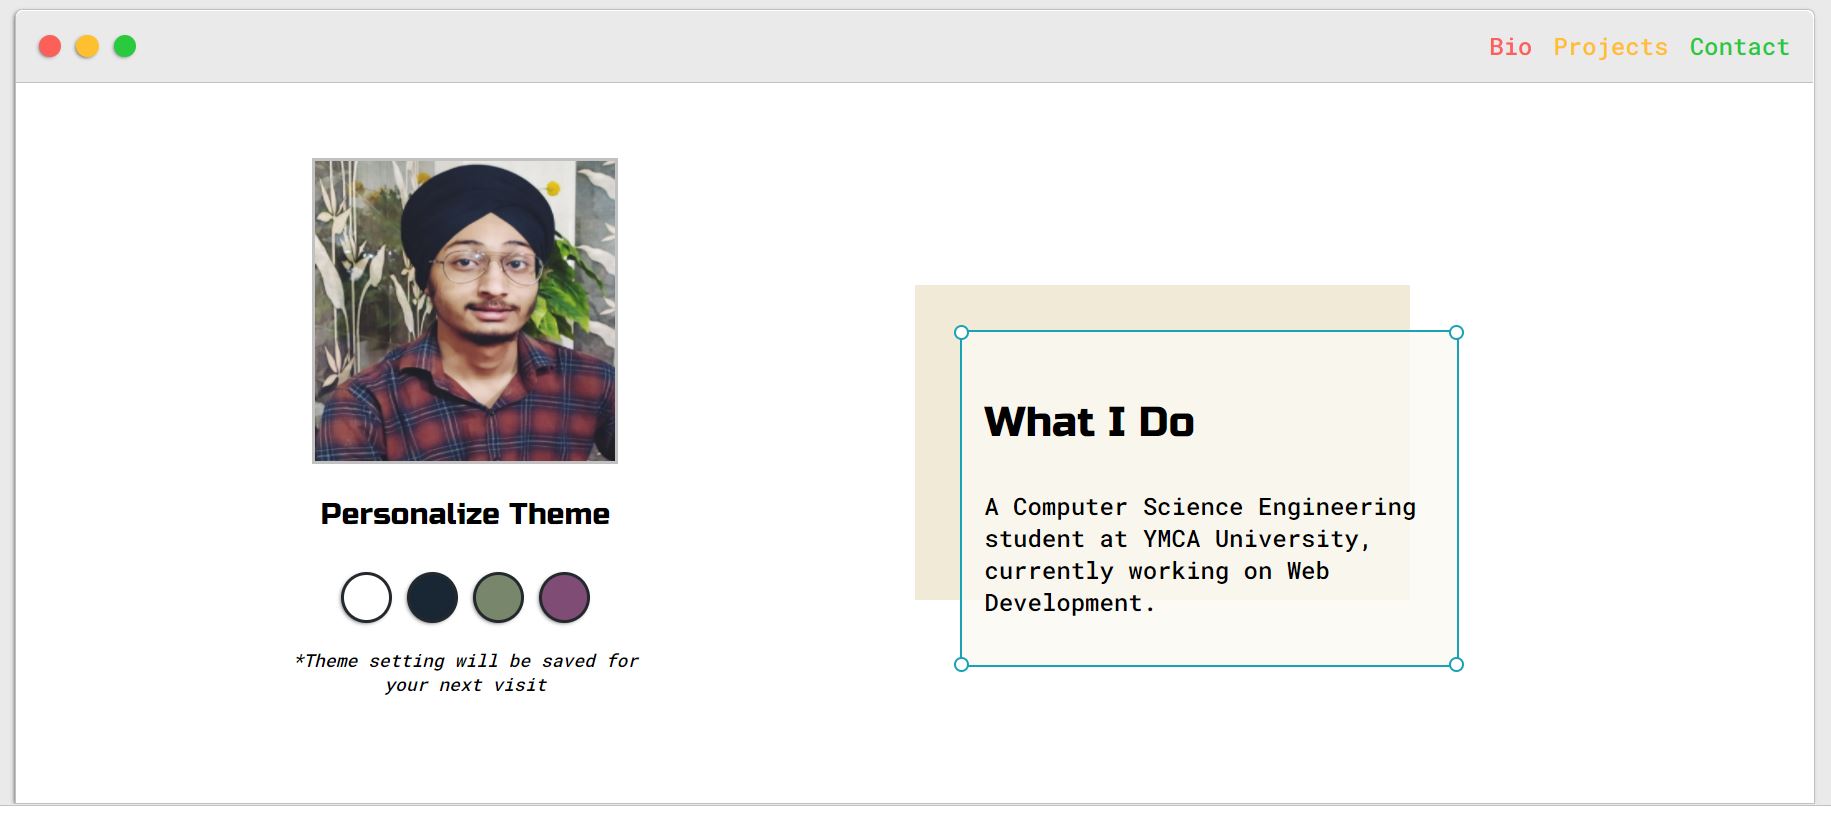 Bio Projects Contact
Personalize Theme
*Theme setting will be saved for
your next visit
What I Do
A Computer Science Engineering
student at YMCA University,
currently working on Web
Development.